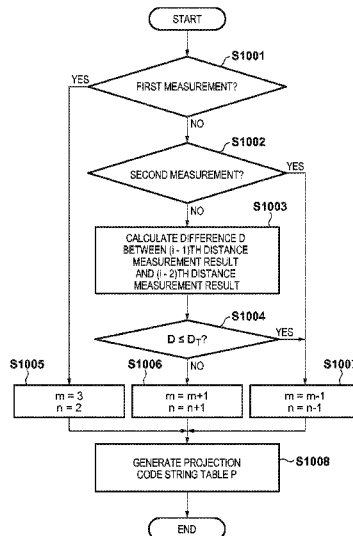 START
S1001
YES
FIRST MEASUREMENT?
NO
S1002
YES
SECOND MEASUREMENT?
NO
S1003
CALCULATE DIFFERENCE D
BETWEEN (i - 1)TH DISTANCE
MEASUREMENT RESULT
AND (i - 2)TH DISTANCE
MEASUREMENT RESULT
S1004
D ≤ DT?
YES
NO
S1005
m = 3
n = 2
S1006
m = m+1
n = n+1
S1007
m = m-1
n = n-1
S1008
GENERATE PROJECTION
CODE STRING TABLE P
END